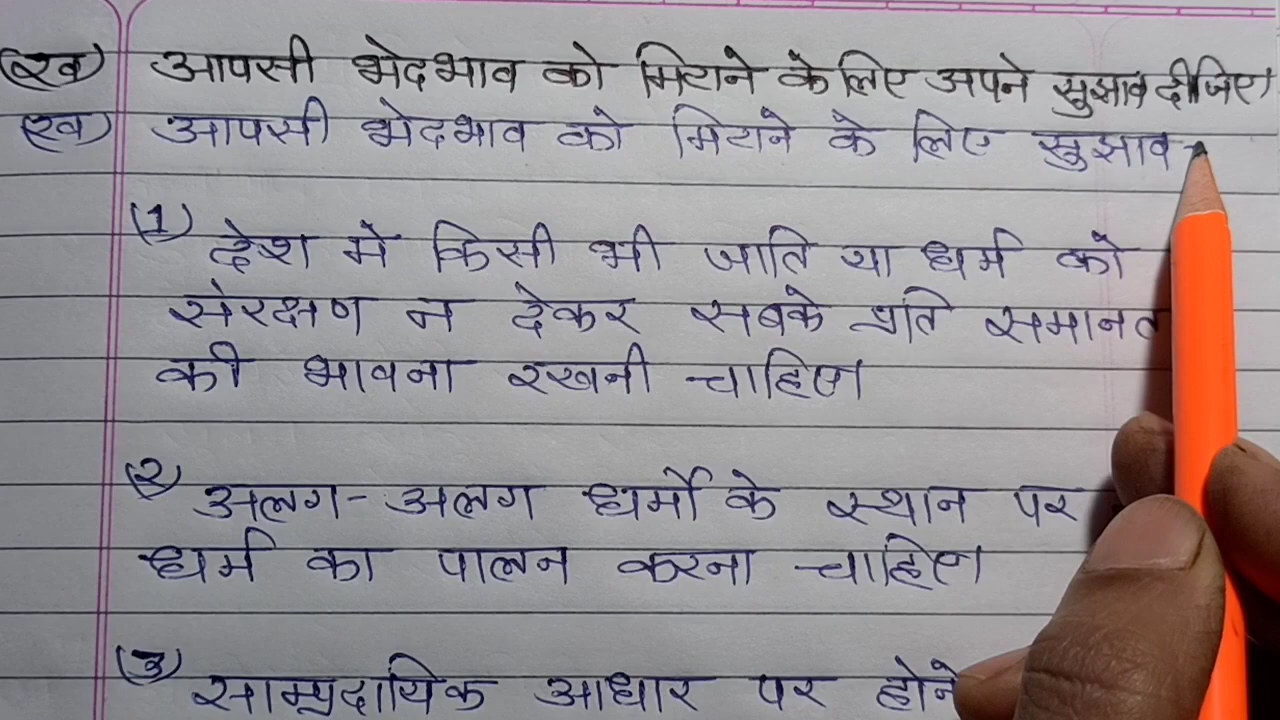 (ख) आपसी भेदभाव को मिटाने के लिए अपने सुझाव दीजिए।
(ख) आपसी भेदभाव को मिटाने के लिए सुझाव-
(1) देश मे किसी भी जाति या धर्म को
संरक्षण न देकर सबके प्रति समानत
की भावना रखनी चाहिए।
(२) अलग-अलग धर्मों के स्थान पर
धर्म का पालन करना चाहिए।
(3) साम्प्रदायिक आधार पर होने